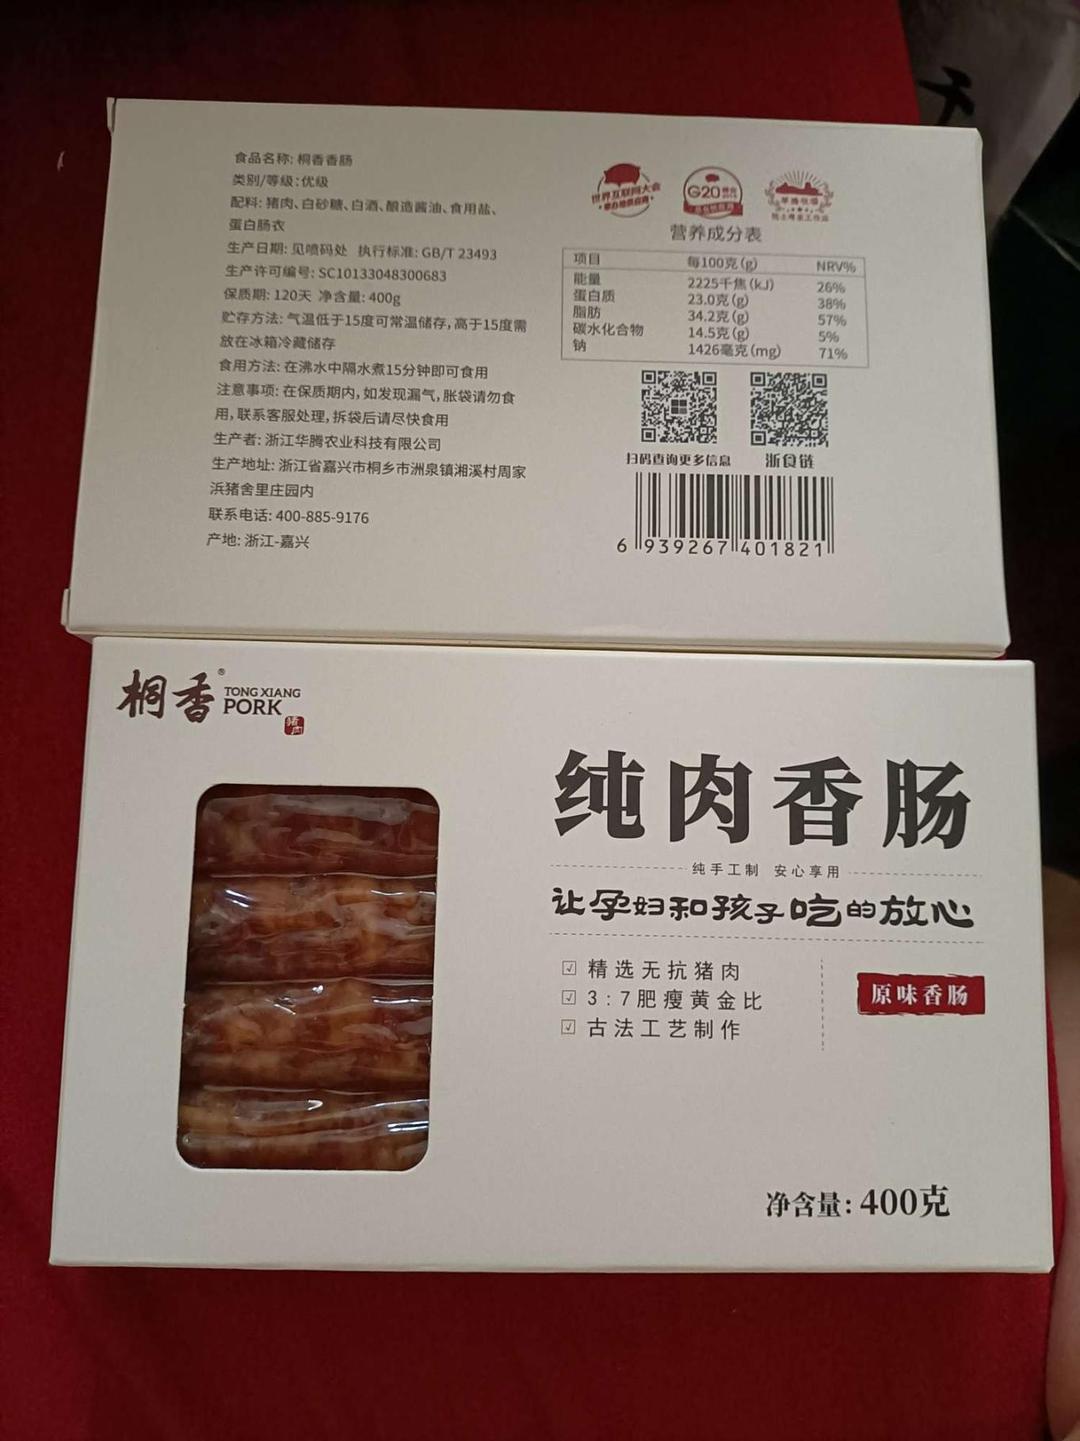 食品名称: 桐香香肠
类别/等级: 优级
配料: 猪肉、白砂糖、白酒、酿造酱油、食用盐、
蛋白肠衣
生产日期: 见喷码处 执行标准: GB/T 23493
生产许可编号: SC10133048300683
保质期: 120天 净含量: 400g
贮存方法: 气温低于15度可常温储存,高于15度需
放在冰箱冷藏储存
食用方法: 在沸水中隔水煮15分钟即可食用
注意事项: 在保质期内,如发现漏气,胀袋请勿食
用,联系客服处理,拆袋后请尽快食用
生产者: 浙江华腾农业科技有限公司
生产地址: 浙江省嘉兴市桐乡市洲泉镇湘溪村周家
浜猪舍里庄园内
联系电话: 400-885-9176
产地: 浙江-嘉兴
世界互联网大会
G20
营养成分表
项目 每100克(g) NRV%
能量 2225千焦(kJ) 26%
蛋白质 23.0克(g) 38%
脂肪 34.2克(g) 57%
碳水化合物 14.5克(g) 5%
钠 1426毫克(mg) 71%
扫码查询更多信息 浙食链
6 939267 401821
桐香® TONG XIANG
PORK
猪肉
纯肉香肠
纯手工制 安心享用
让孕妇和孩子吃的放心
精选无抗猪肉
3:7肥瘦黄金比
古法工艺制作
原味香肠
净含量: 400克